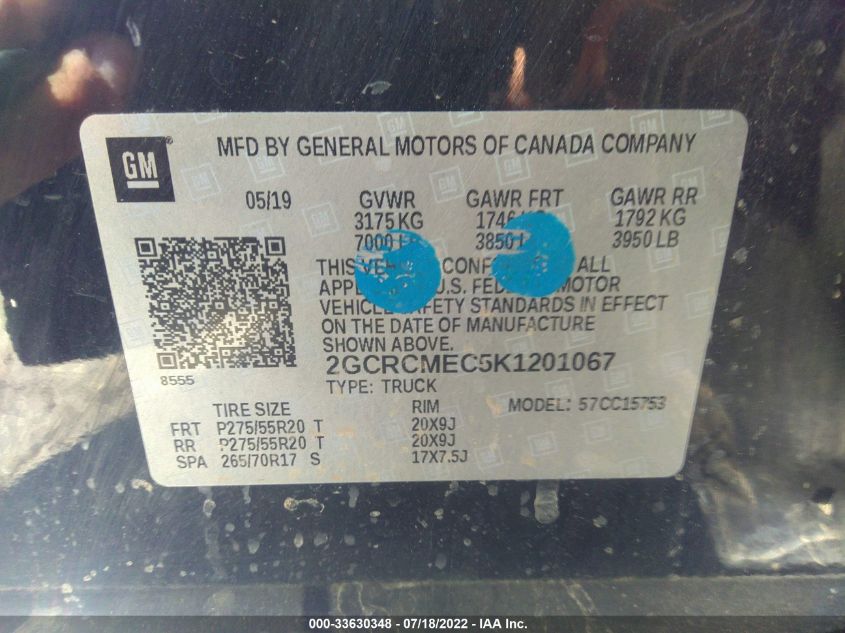 GM
MFD BY GENERAL MOTORS OF CANADA COMPANY
05/19 GVWR GAWR FRT GAWR RR
3175 KG 1746 1792 KG
7000 3850 3950 LB
THIS ALL
U.S. MOTOR
VEHICLE SAFETY STANDARDS IN EFFECT
ON THE DATE OF MANUFACTURE
SHOWN ABOVE.
2GCRCMEC5K1201067
8555
TYPE: TRUCK
TIRE SIZE RIM MODEL: 57CC15753
FRT P275/55R20 T 20X9J
RR P275/55R20 T 20X9J
SPA 265/70R17 S 17X7.5J
000-33630348 - 07/18/2022 - IAA Inc.